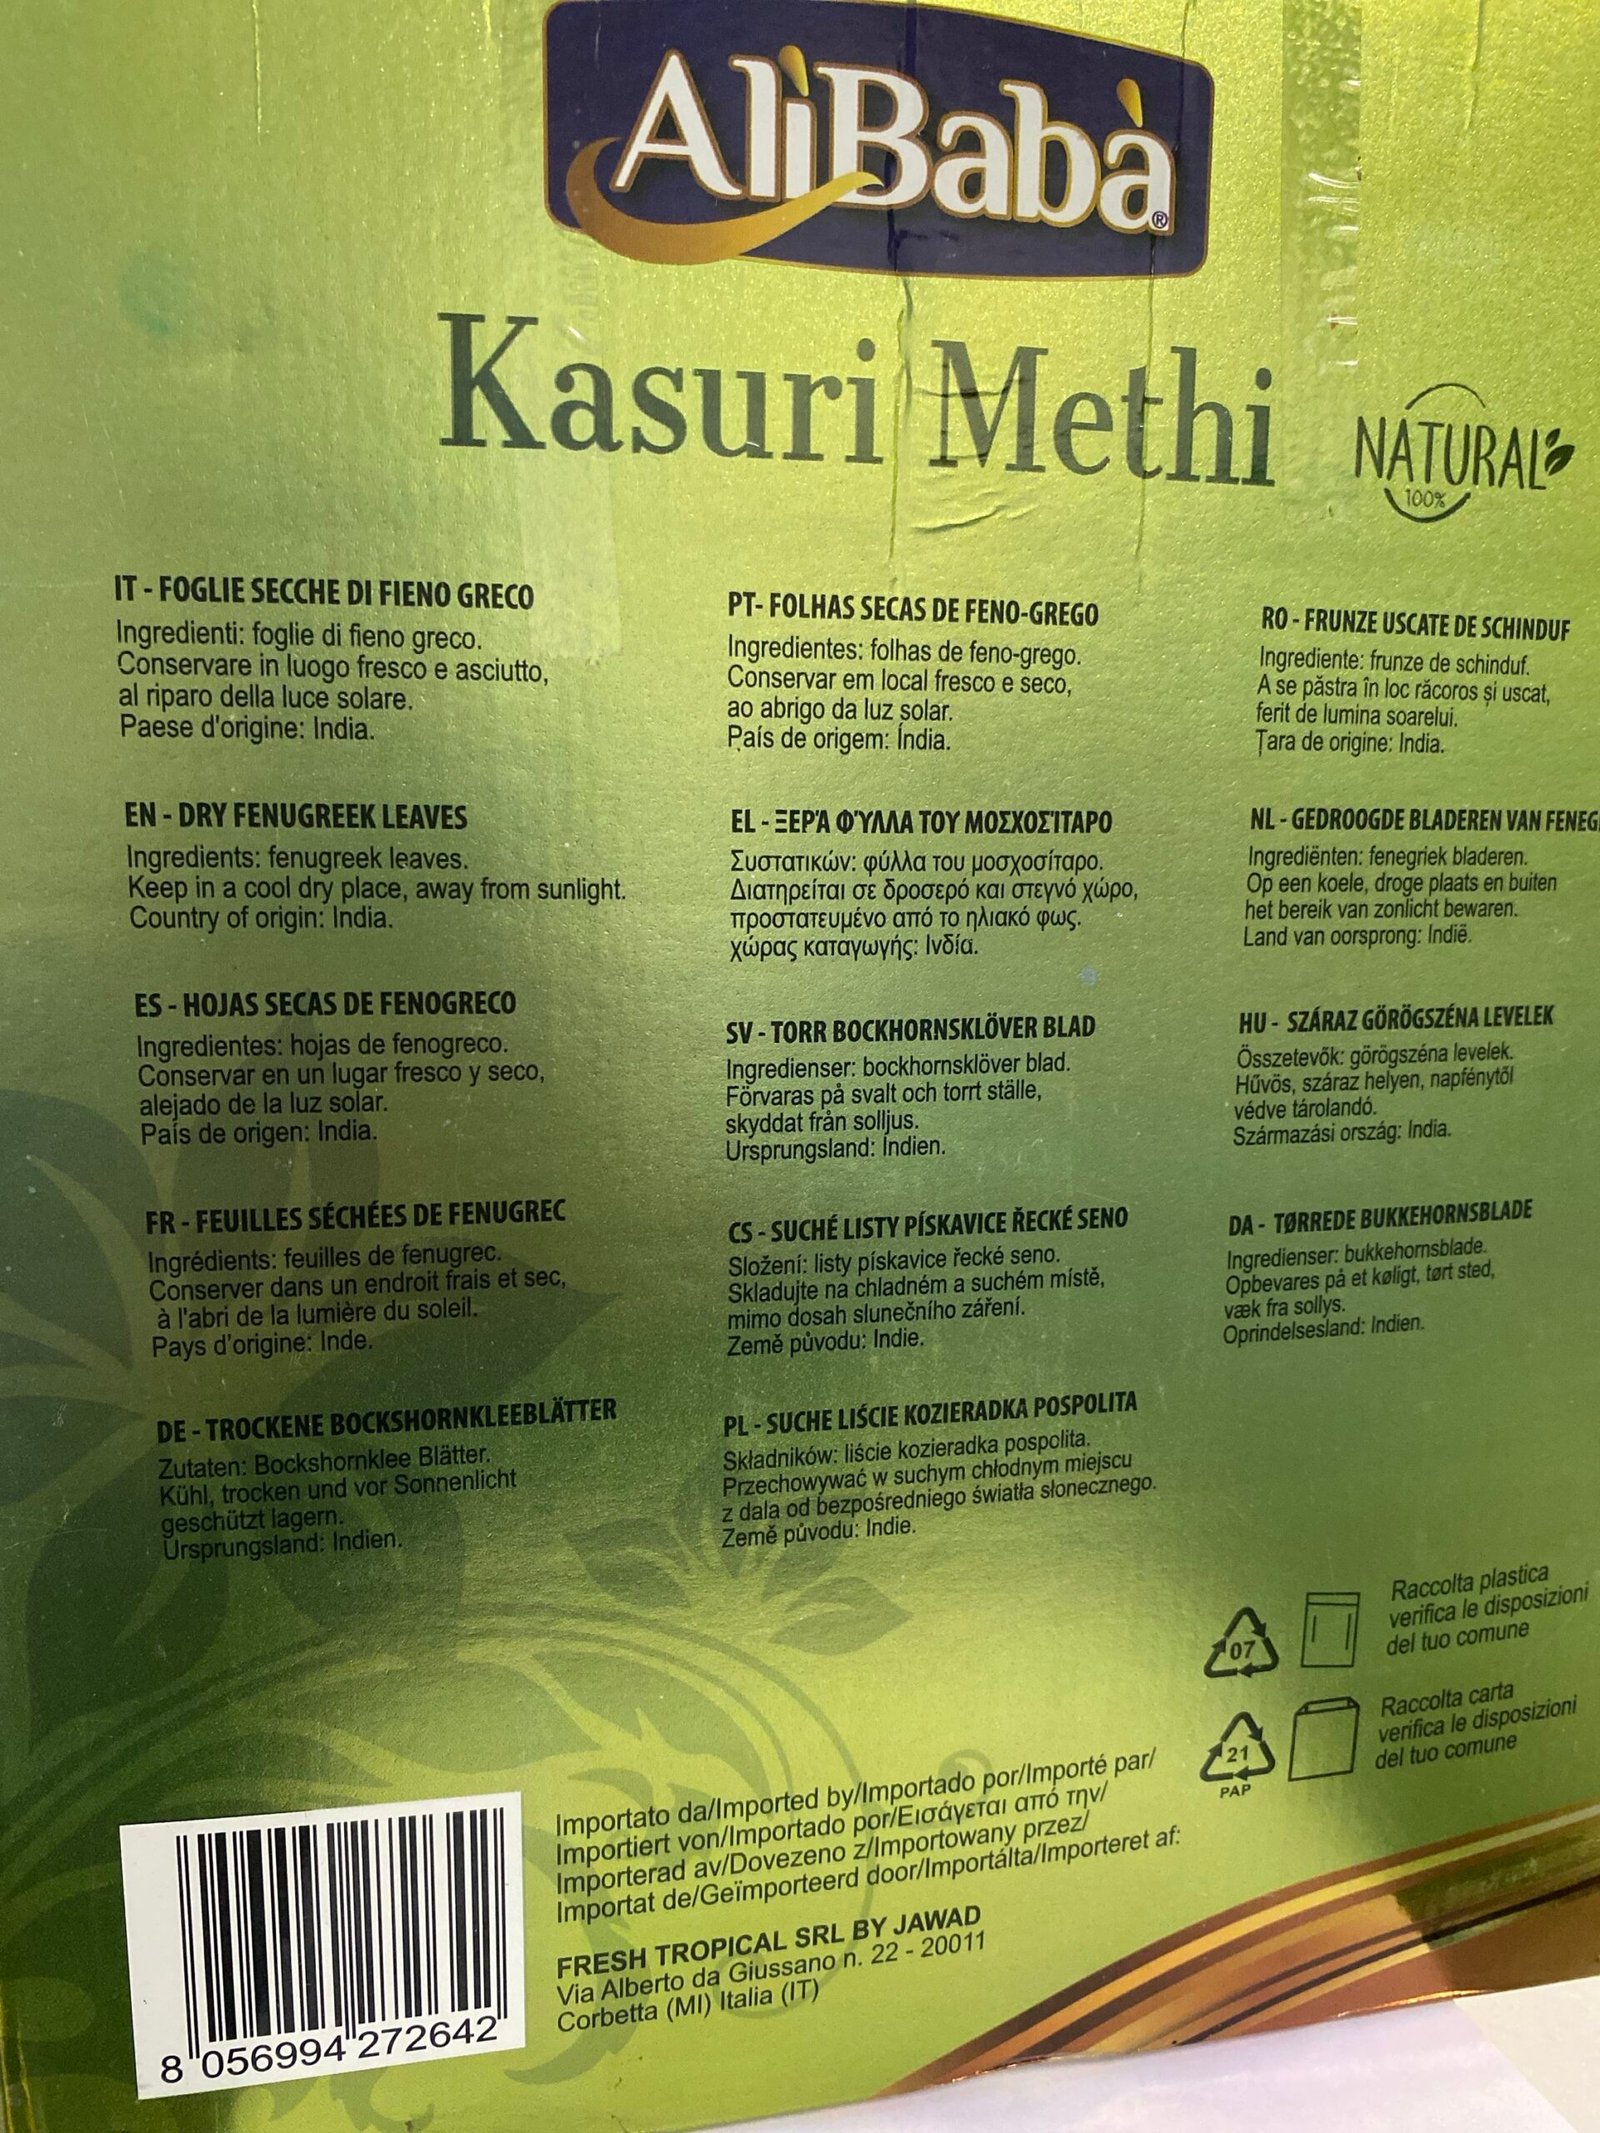 AlìBabà®
Kasuri Methi
NATURAL
100%
IT - FOGLIE SECCHE DI FIENO GRECO
Ingredienti: foglie di fieno greco.
Conservare in luogo fresco e asciutto,
al riparo della luce solare.
Paese d'origine: India.
EN - DRY FENUGREEK LEAVES
Ingredients: fenugreek leaves.
Keep in a cool dry place, away from sunlight.
Country of origin: India.
ES - HOJAS SECAS DE FENOGRECO
Ingredientes: hojas de fenogreco.
Conservar en un lugar fresco y seco,
alejado de la luz solar.
País de origen: India.
FR - FEUILLES SÉCHÉES DE FENUGREC
Ingrédients: feuilles de fenugrec.
Conserver dans un endroit frais et sec,
à l'abri de la lumière du soleil.
Pays d'origine: Inde.
DE - TROCKENE BOCKSHORNKLEEBLÄTTER
Zutaten: Bockshornklee Blätter.
Kühl, trocken und vor Sonnenlicht
geschützt lagern.
Ursprungsland: Indien.
PT- FOLHAS SECAS DE FENO-GREGO
Ingredientes: folhas de feno-grego.
Conservar em local fresco e seco,
ao abrigo da luz solar.
País de origem: Índia.
EL - ΞΕΡΆ ΦΎΛΛΑ ΤΟΥ ΜΟΣΧΟΣΊΤΑΡΟ
Συστατικών: φύλλα του μοσχοσίταρο.
Διατηρείται σε δροσερό και στεγνό χώρο,
προστατευμένο από το ηλιακό φως.
χώρας καταγωγής: Ινδία.
SV - TORR BOCKHORNSKLÖVER BLAD
Ingredienser: bockhornsklöver blad.
Förvaras på svalt och torrt ställe,
skyddat från solljus.
Ursprungsland: Indien.
CS - SUCHÉ LISTY PÍSKAVICE ŘECKÉ SENO
Složení: listy pískavice řecké seno.
Skladujte na chladném a suchém místě,
mimo dosah slunečního záření.
Země původu: Indie.
PL - SUCHE LIŚCIE KOZIERADKA POSPOLITA
Składników: liście kozieradka pospolita.
Przechowywać w suchym chłodnym miejscu
z dala od bezpośredniego światła słonecznego.
Země původu: Indie.
RO - FRUNZE USCATE DE SCHINDUF
Ingrediente: frunze de schinduf.
A se păstra în loc răcoros și uscat,
ferit de lumina soarelui.
Țara de origine: India.
NL - GEDROOGDE BLADEREN VAN FENEG
Ingrediënten: fenegriek bladeren.
Op een koele, droge plaats en buiten
het bereik van zonlicht bewaren.
Land van oorsprong: Indië.
HU - SZÁRAZ GÖRÖGSZÉNA LEVELEK
Összetevők: görögszéna levelek.
Hűvös, száraz helyen, napfénytől
védve tárolandó.
Származási ország: India.
DA - TØRREDE BUKKEHORNSBLADE
Ingredienser: bukkehornsblade.
Opbevares på et køligt, tørt sted,
væk fra sollys.
Oprindelsesland: Indien.
07
Raccolta plastica
verifica le disposizioni
del tuo comune
21
PAP
Raccolta carta
verifica le disposizioni
del tuo comune
Importato da/Imported by/Importado por/Importé par/
Importiert von/Importado por/Εισάγεται από την/
Importerad av/Dovezeno z/Importowany przez/
Importat de/Geïmporteerd door/Importálta/Importeret af:
FRESH TROPICAL SRL BY JAWAD
Via Alberto da Giussano n. 22 - 20011
Corbetta (MI) Italia (IT)
8 056994 272642